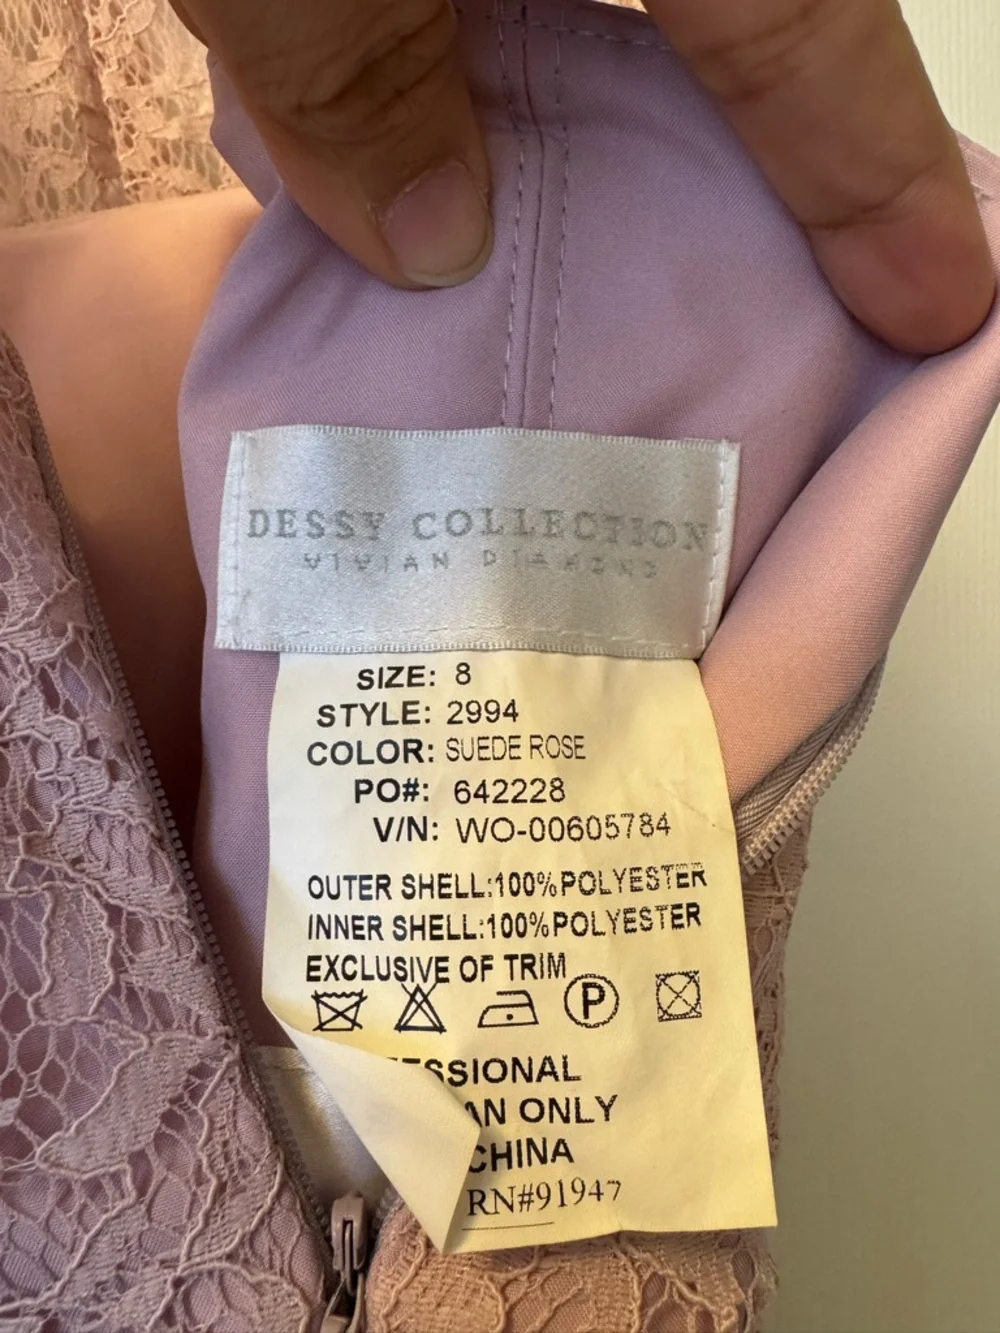 DESSY COLLECTION
VIVIAN DIAMOND
SIZE: 8
STYLE: 2994
COLOR: SUEDE ROSE
PO#: 642228
V/N: WO-00605784
OUTER SHELL:100%POLYESTER
INNER SHELL:100%POLYESTER
EXCLUSIVE OF TRIM
P
ESSIONAL
AN ONLY
CHINA
RN#91947